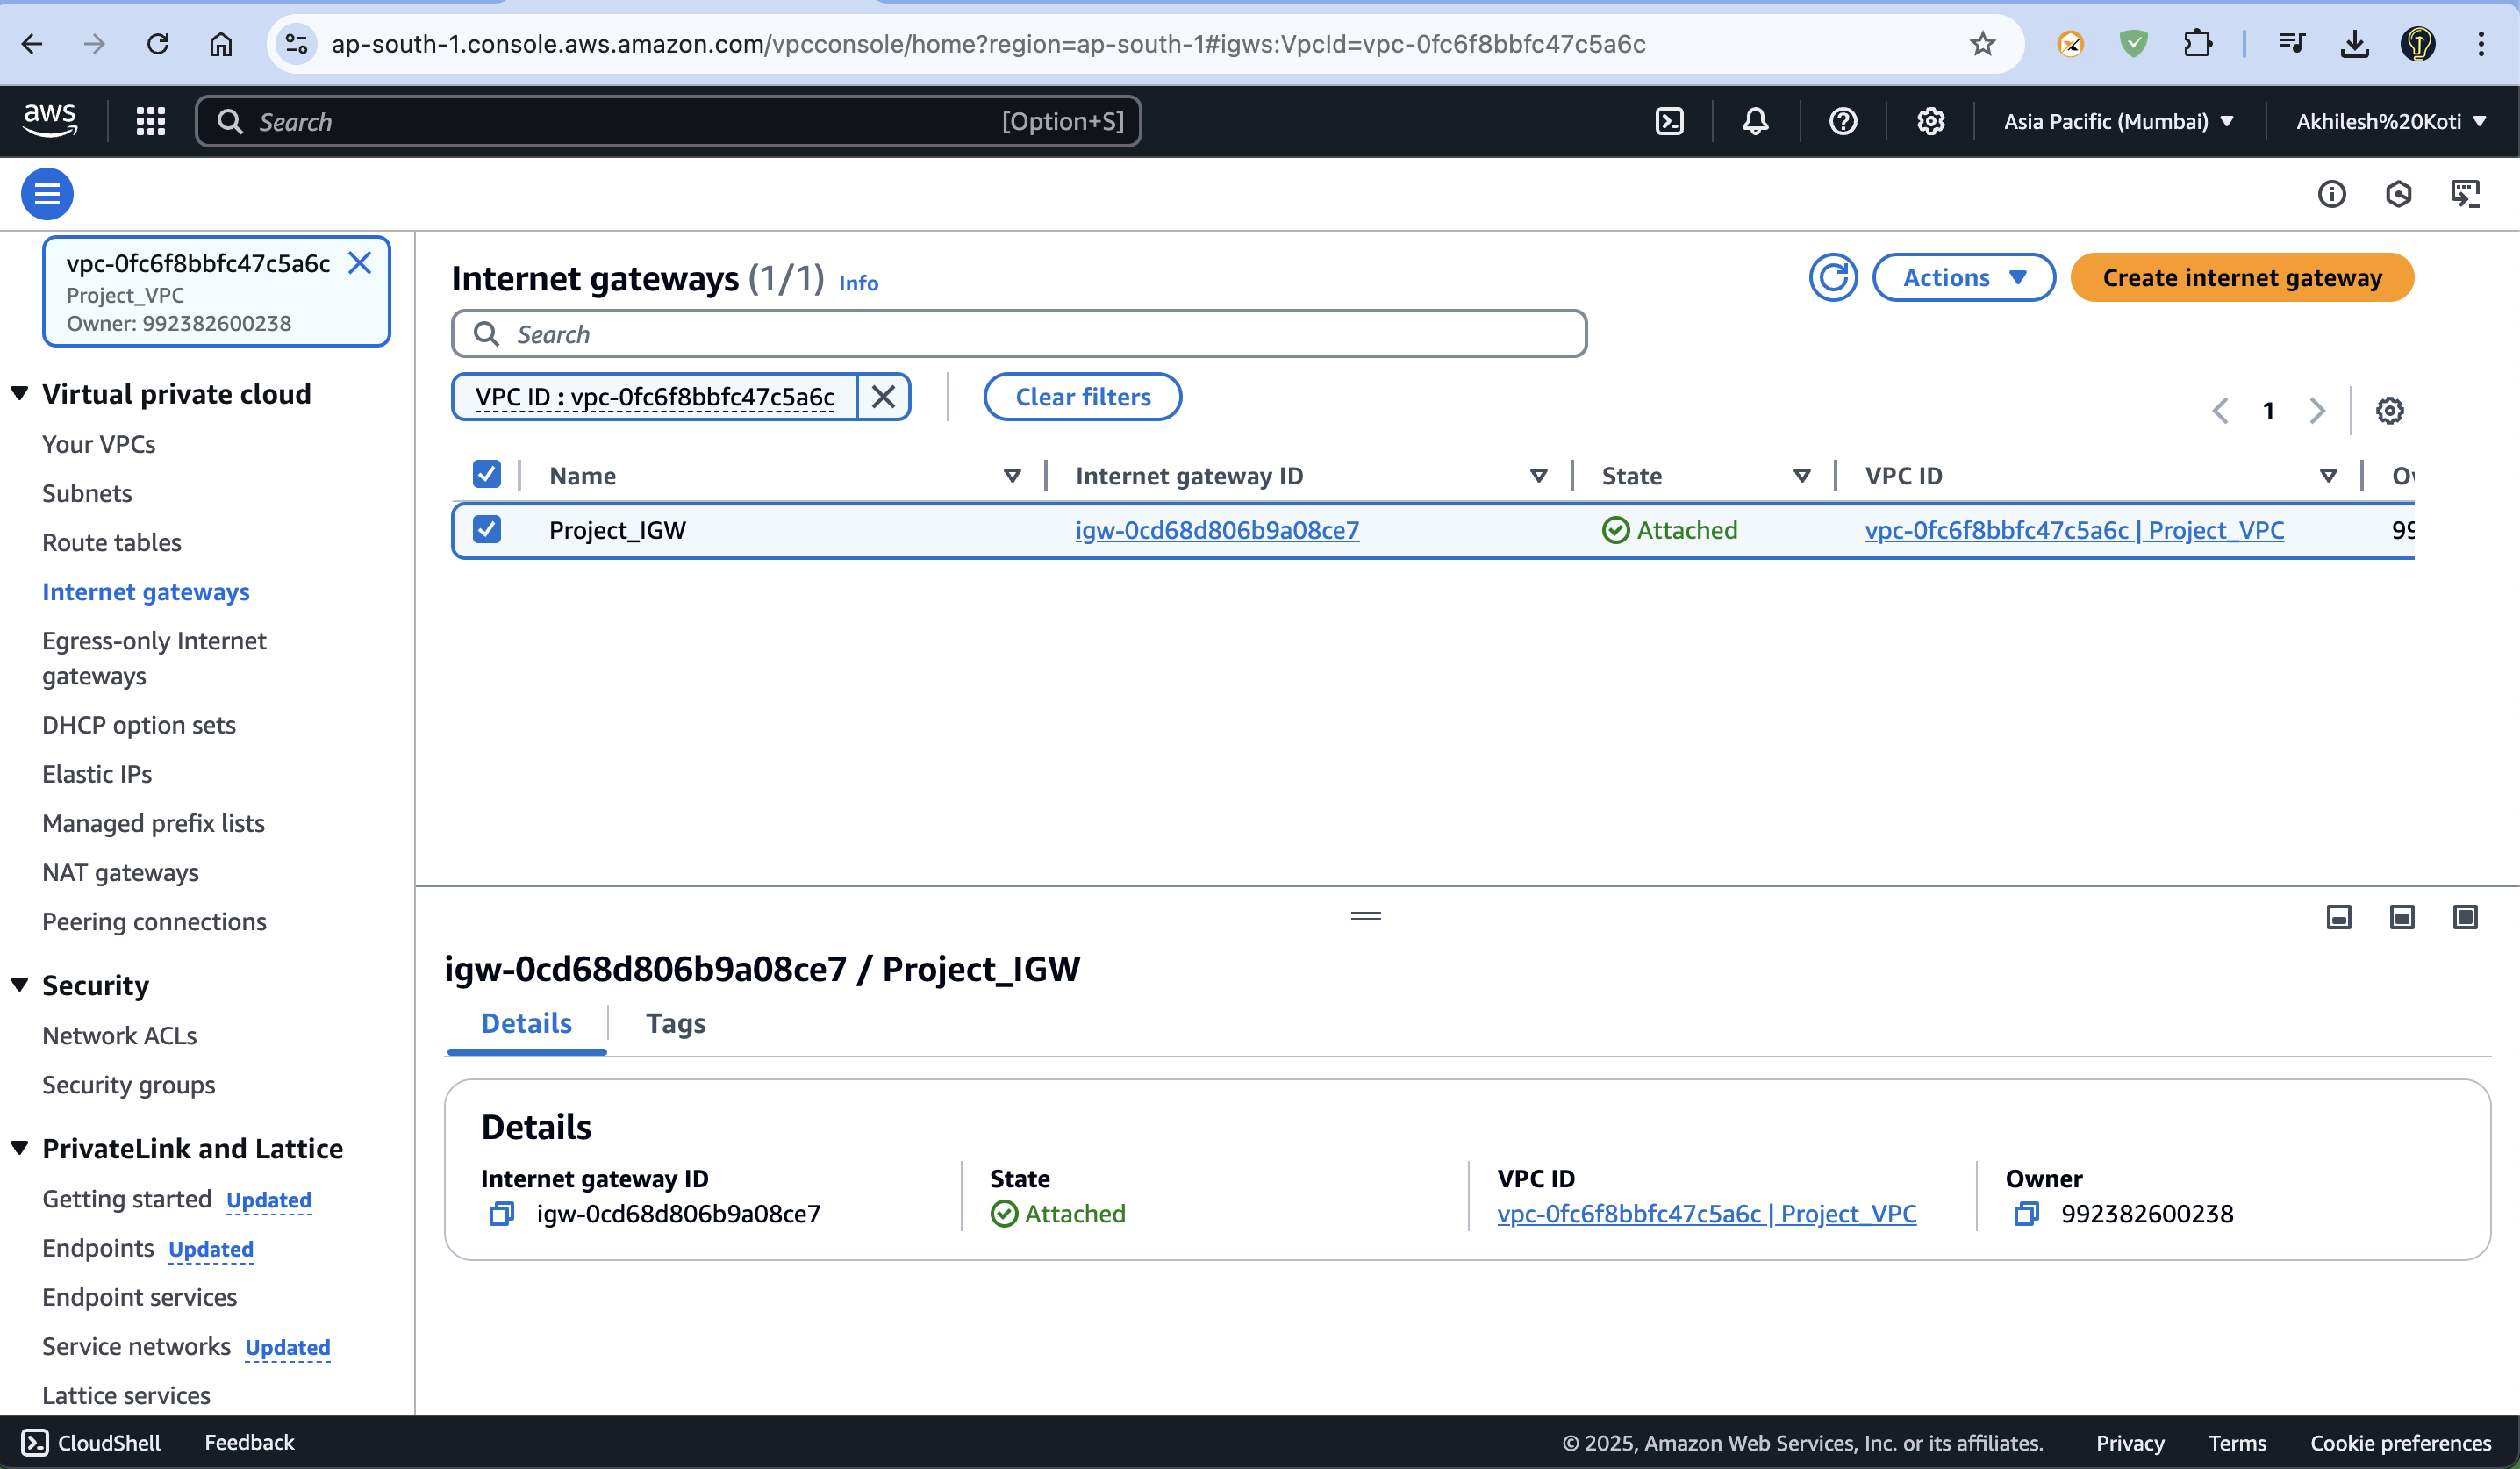 ap-south-1.console.aws.amazon.com/vpcconsole/home?region=ap-south-1#igws:VpcId=vpc-0fc6f8bbfc47c5a6c
aws
Search [Option+S]
Asia Pacific (Mumbai)
Akhilesh%20Koti
vpc-0fc6f8bbfc47c5a6c
Project_VPC
Owner: 992382600238
Virtual private cloud
Your VPCs
Subnets
Route tables
Internet gateways
Egress-only Internet
gateways
DHCP option sets
Elastic IPs
Managed prefix lists
NAT gateways
Peering connections
Security
Network ACLs
Security groups
PrivateLink and Lattice
Getting started Updated
Endpoints Updated
Endpoint services
Service networks Updated
Lattice services
Internet gateways (1/1) Info
Actions
Create internet gateway
Search
VPC ID : vpc-0fc6f8bbfc47c5a6c
Clear filters
1
Name Internet gateway ID State VPC ID
Project_IGW igw-0cd68d806b9a08ce7 Attached vpc-0fc6f8bbfc47c5a6c | Project_VPC 99
igw-0cd68d806b9a08ce7 / Project_IGW
Details Tags
Details
Internet gateway ID State VPC ID Owner
igw-0cd68d806b9a08ce7 Attached vpc-0fc6f8bbfc47c5a6c | Project_VPC 992382600238
CloudShell Feedback © 2025, Amazon Web Services, Inc. or its affiliates. Privacy Terms Cookie preferences